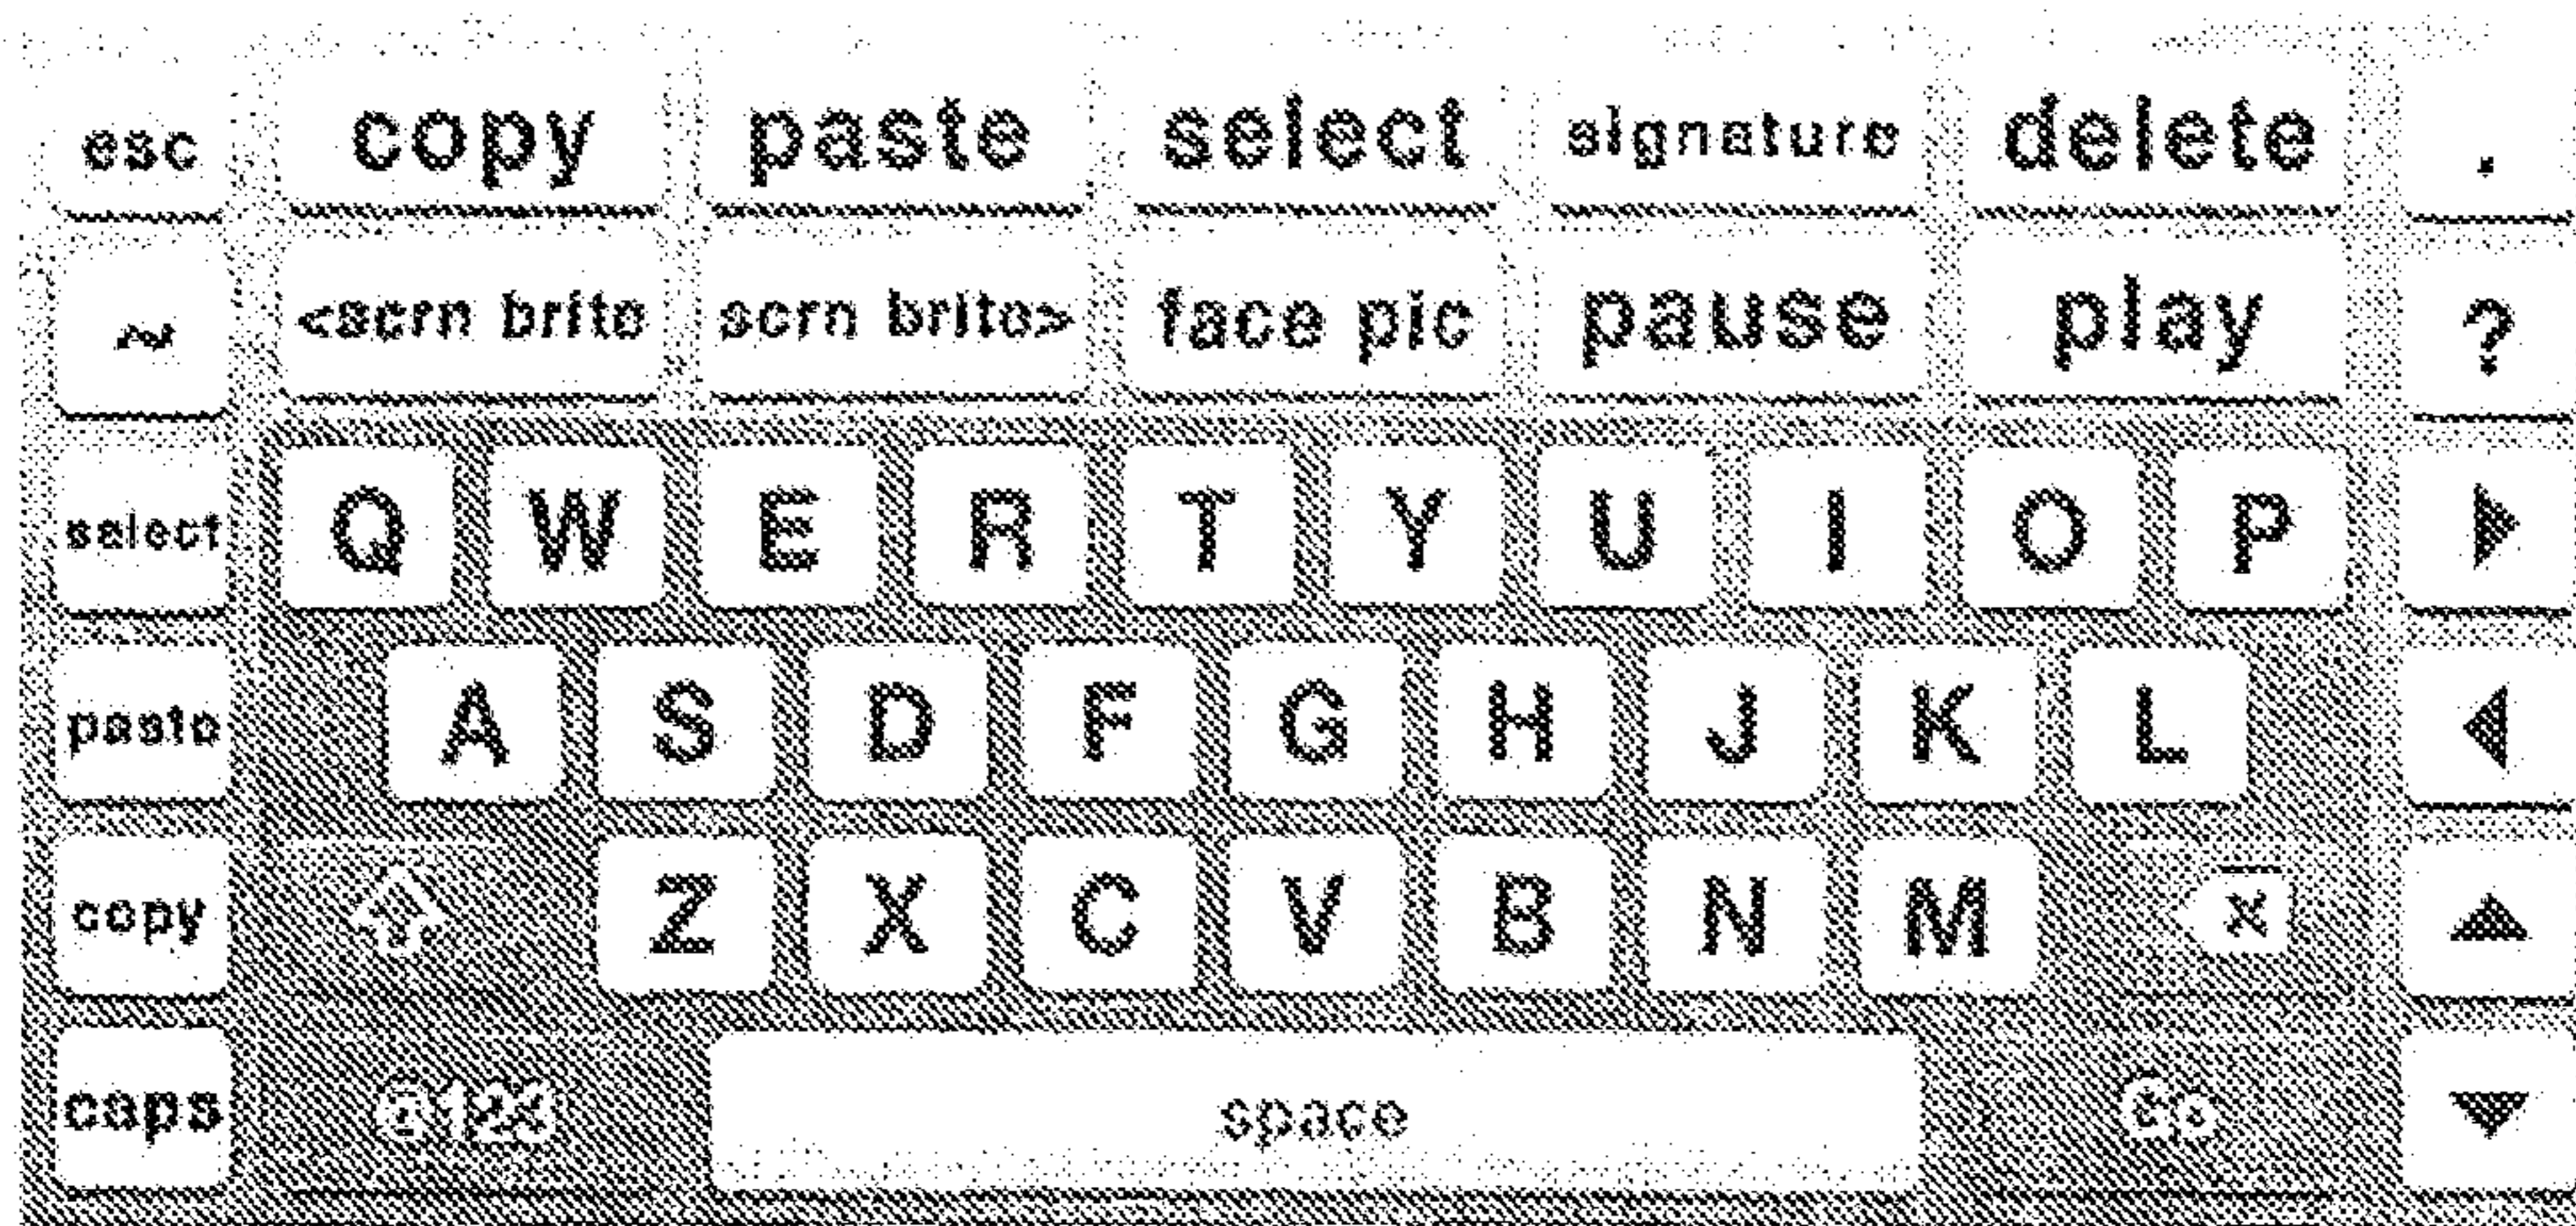 esc copy paste select signature delete .
~ <scrn brite scrn brite> face pic pause play ?
select Q W E R T Y U I O P
paste A S D F G H J K L
copy Z X C V B N M X
caps @123 space Go